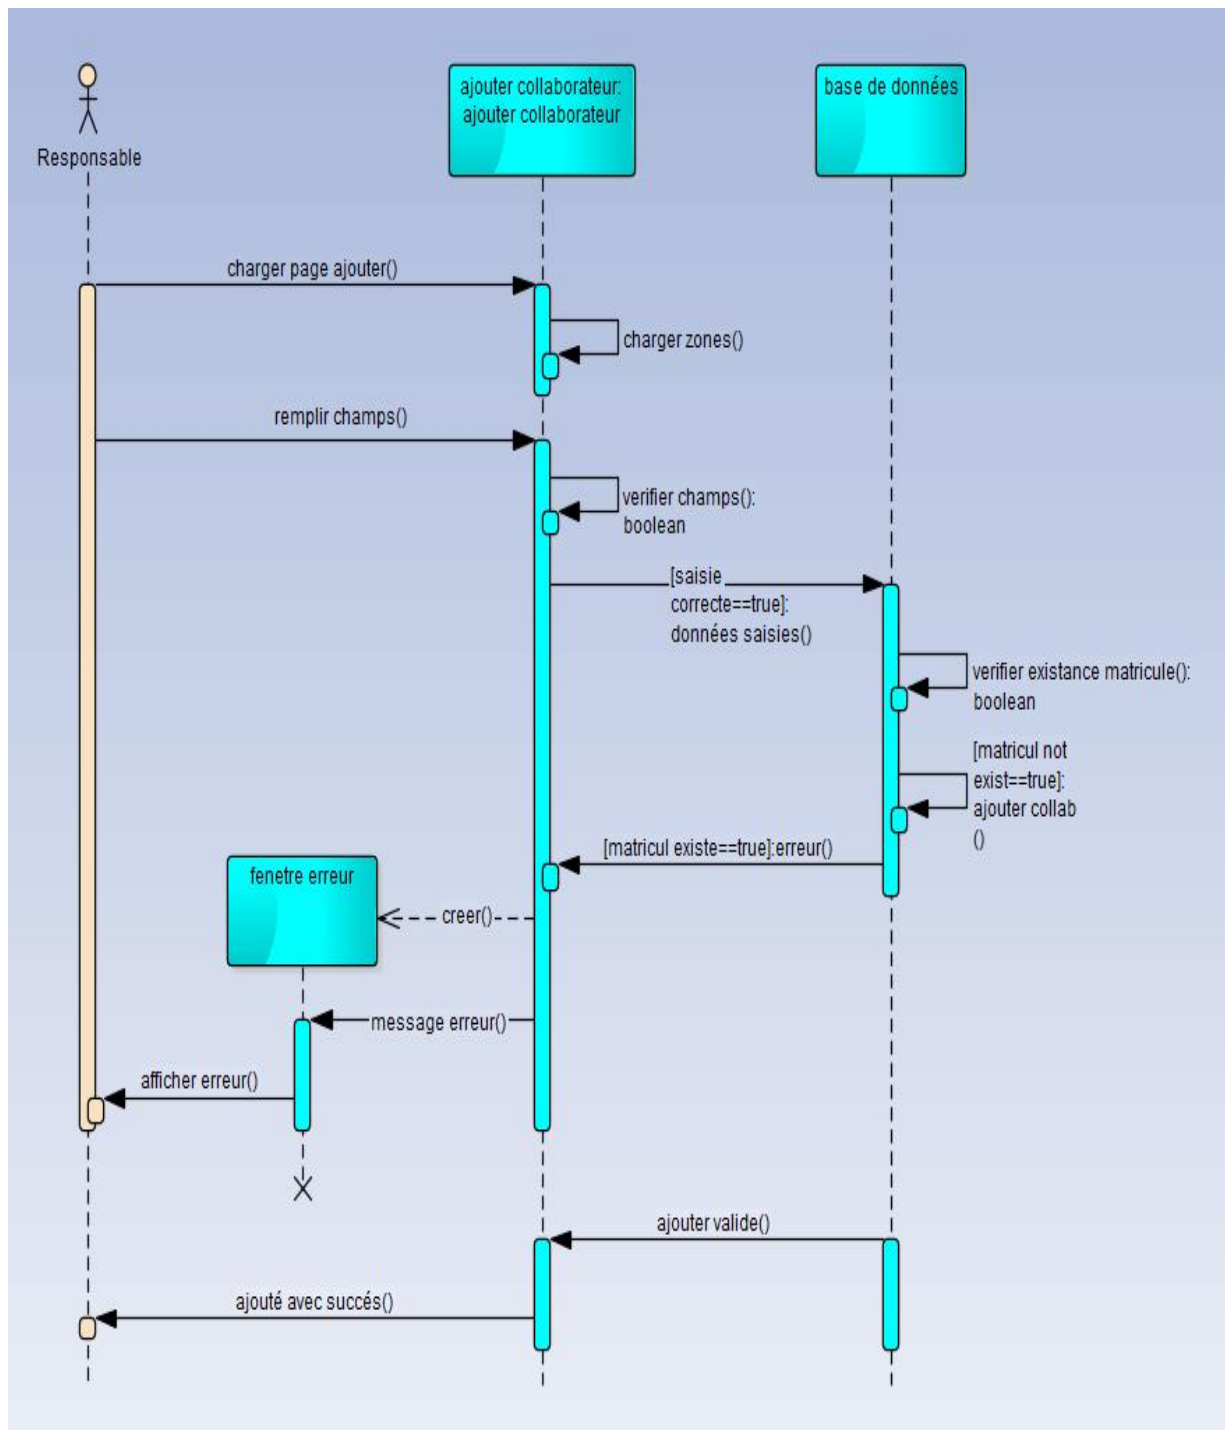 ajouter collaborateur:
ajouter collaborateur
base de données
Responsable
charger page ajouter()
charger zones()
remplir champs()
verifier champs():
boolean
[saisie
correcte==true]:
données saisies()
verifier existance matricule():
boolean
[matricul not
exist==true]:
ajouter collab
()
[matricul existe==true]:erreur()
fenetre erreur
creer()
message erreur()
afficher erreur()
ajouter valide()
ajouté avec succés()